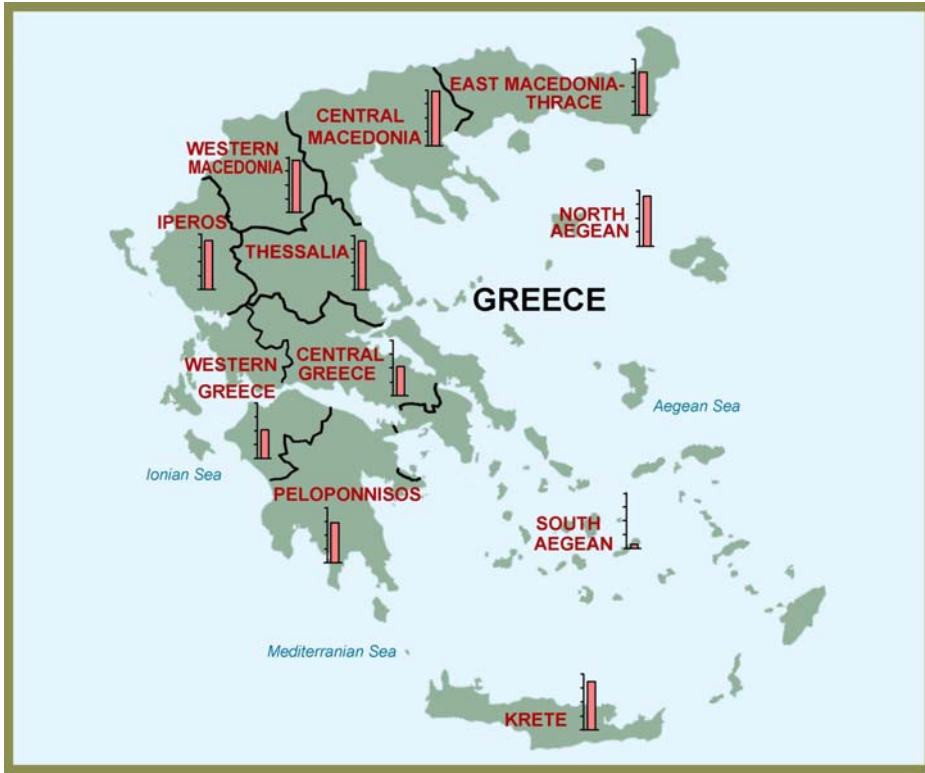 EAST MACEDONIA-
THRACE
CENTRAL
MACEDONIA
WESTERN
MACEDONIA
IPEROS
THESSALIA
NORTH
AEGEAN
GREECE
WESTERN
GREECE
CENTRAL
GREECE
Aegean Sea
Ionian Sea
PELOPONNISOS
SOUTH
AEGEAN
Mediterranian Sea
KRETE